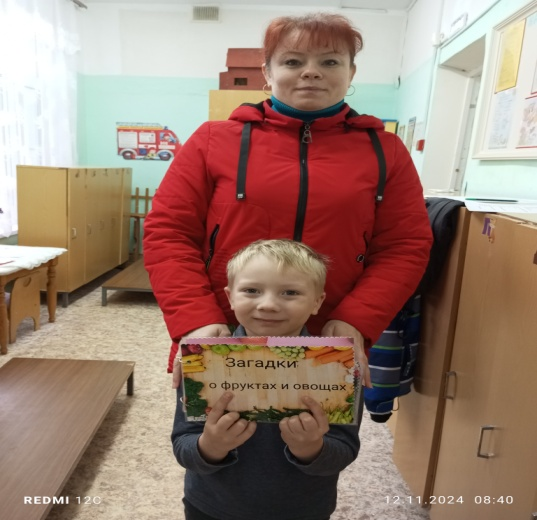 Загадки
о фруктах и овощах
REDMI 12C
12.11.2024 08:40